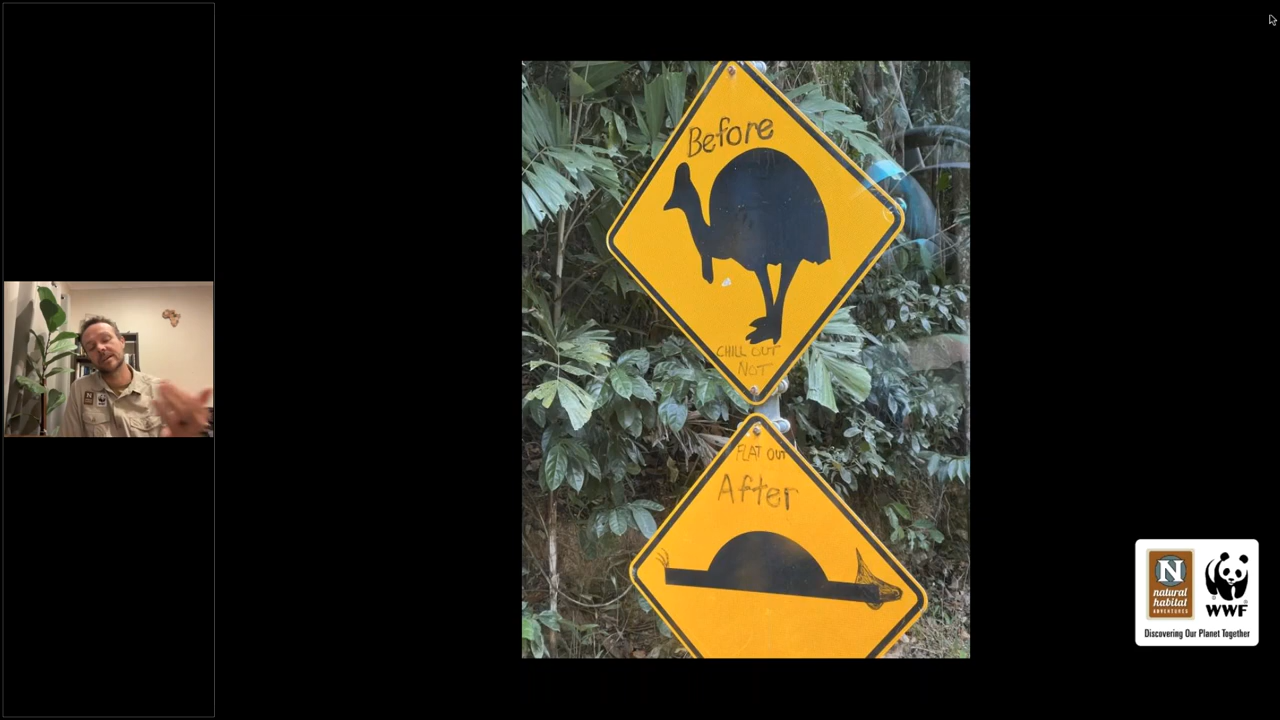 Before
CHILL OUT
NOT
FLAT OUT
After
N
natural
habitat
ADVENTURES
WWF
Discovering Our Planet Together